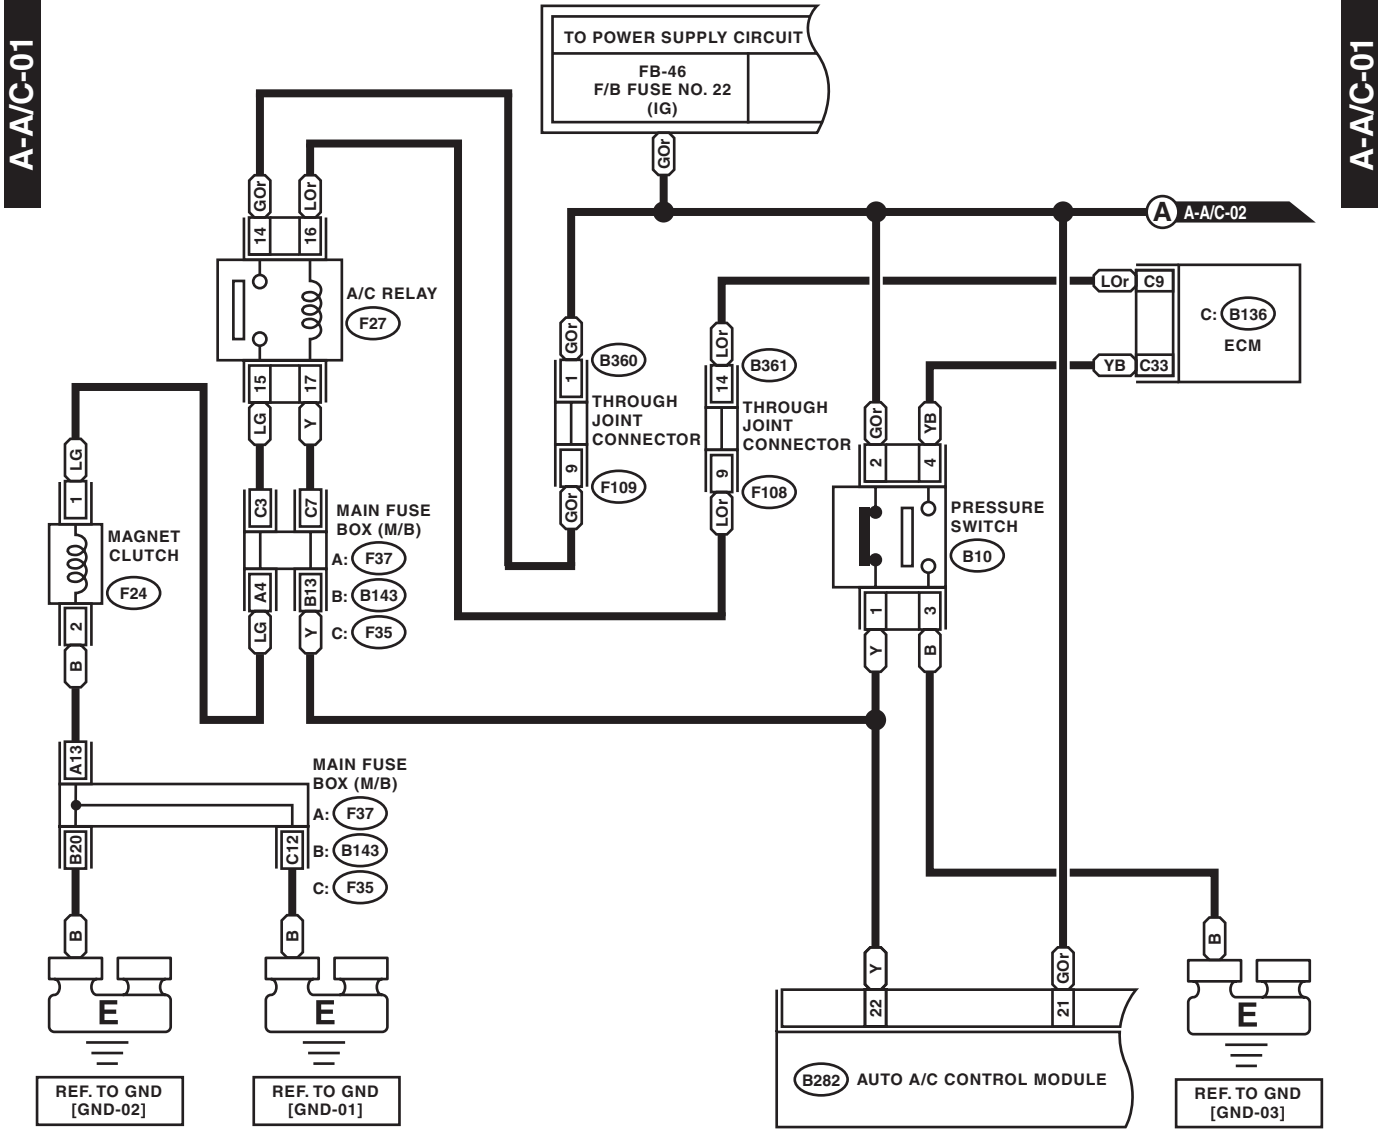 A-A/C-01
A-A/C-01
TO POWER SUPPLY CIRCUIT
FB-46
F/B FUSE NO. 22
(IG)
GOr
A
A-A/C-02
GOr
LOr
14
16
A/C RELAY
F27
15
17
LG
Y
LOr
C9
C: B136
ECM
YB
C33
GOr
B360
1
THROUGH
JOINT
CONNECTOR
9
F109
GOr
LOr
B361
14
THROUGH
JOINT
CONNECTOR
9
F108
LOr
GOr
YB
2
4
PRESSURE
SWITCH
B10
1
3
Y
B
LG
1
MAGNET
CLUTCH
F24
2
B
C3
C7
MAIN FUSE
BOX (M/B)
A: F37
B: B143
C: F35
A4
B13
LG
Y
A13
MAIN FUSE
BOX (M/B)
A: F37
B: B143
C: F35
B20
C12
B
B
E
E
REF. TO GND
[GND-02]
REF. TO GND
[GND-01]
Y
GOr
22
21
B282
AUTO A/C CONTROL MODULE
B
E
REF. TO GND
[GND-03]